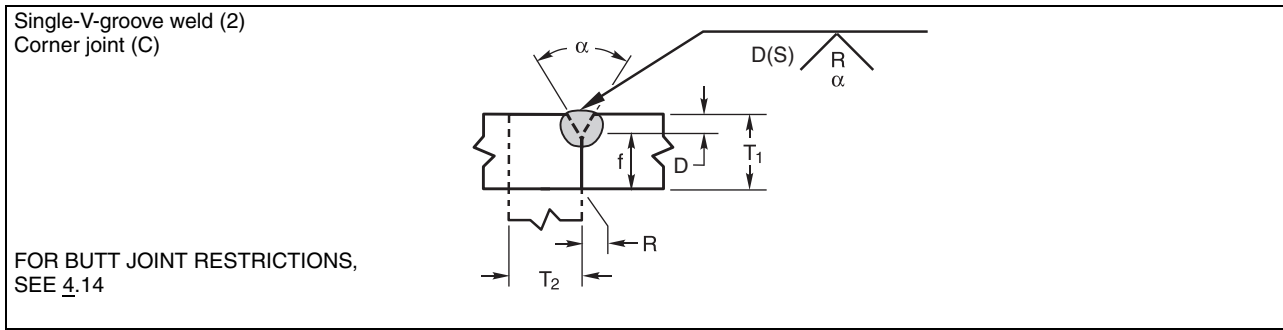 Single-V-groove weld (2)
Corner joint (C)
α
D(S)
R
α
f
D
T₁
R
T₂
FOR BUTT JOINT RESTRICTIONS,
SEE 4.14